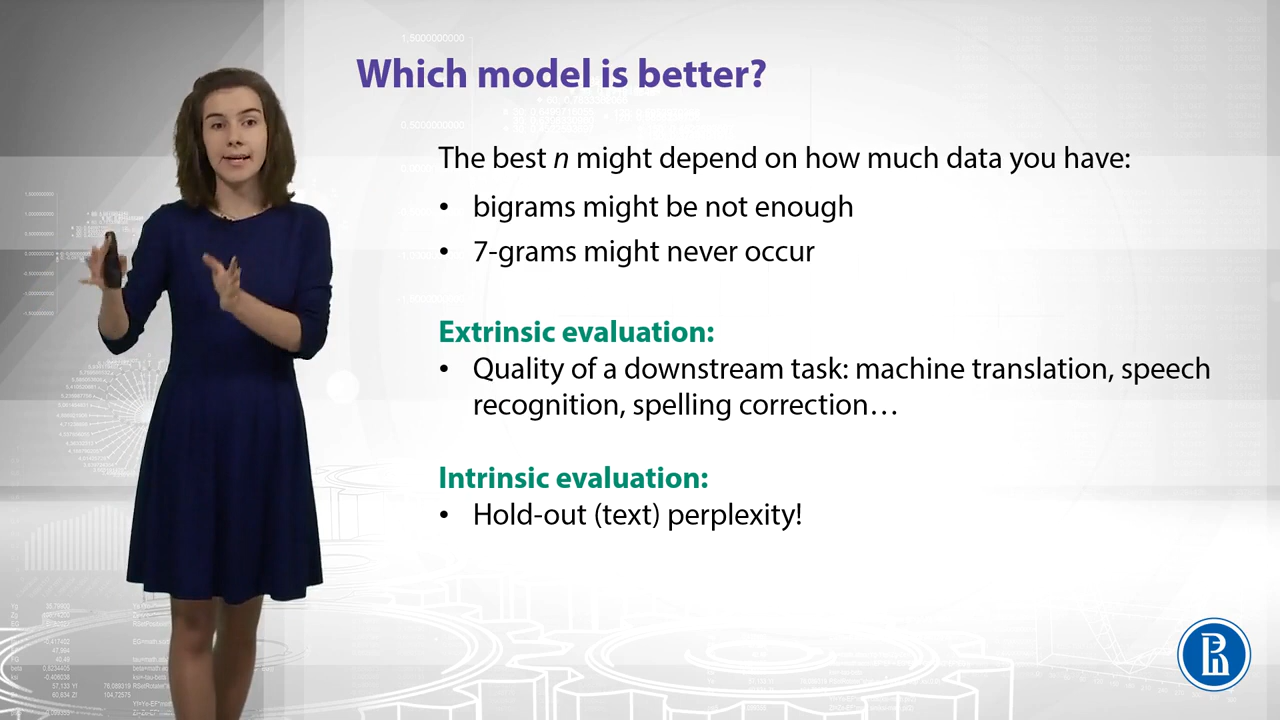 Which model is better?
The best n might depend on how much data you have:
• bigrams might be not enough
• 7-grams might never occur
Extrinsic evaluation:
• Quality of a downstream task: machine translation, speech
recognition, spelling correction…
Intrinsic evaluation:
• Hold-out (text) perplexity!